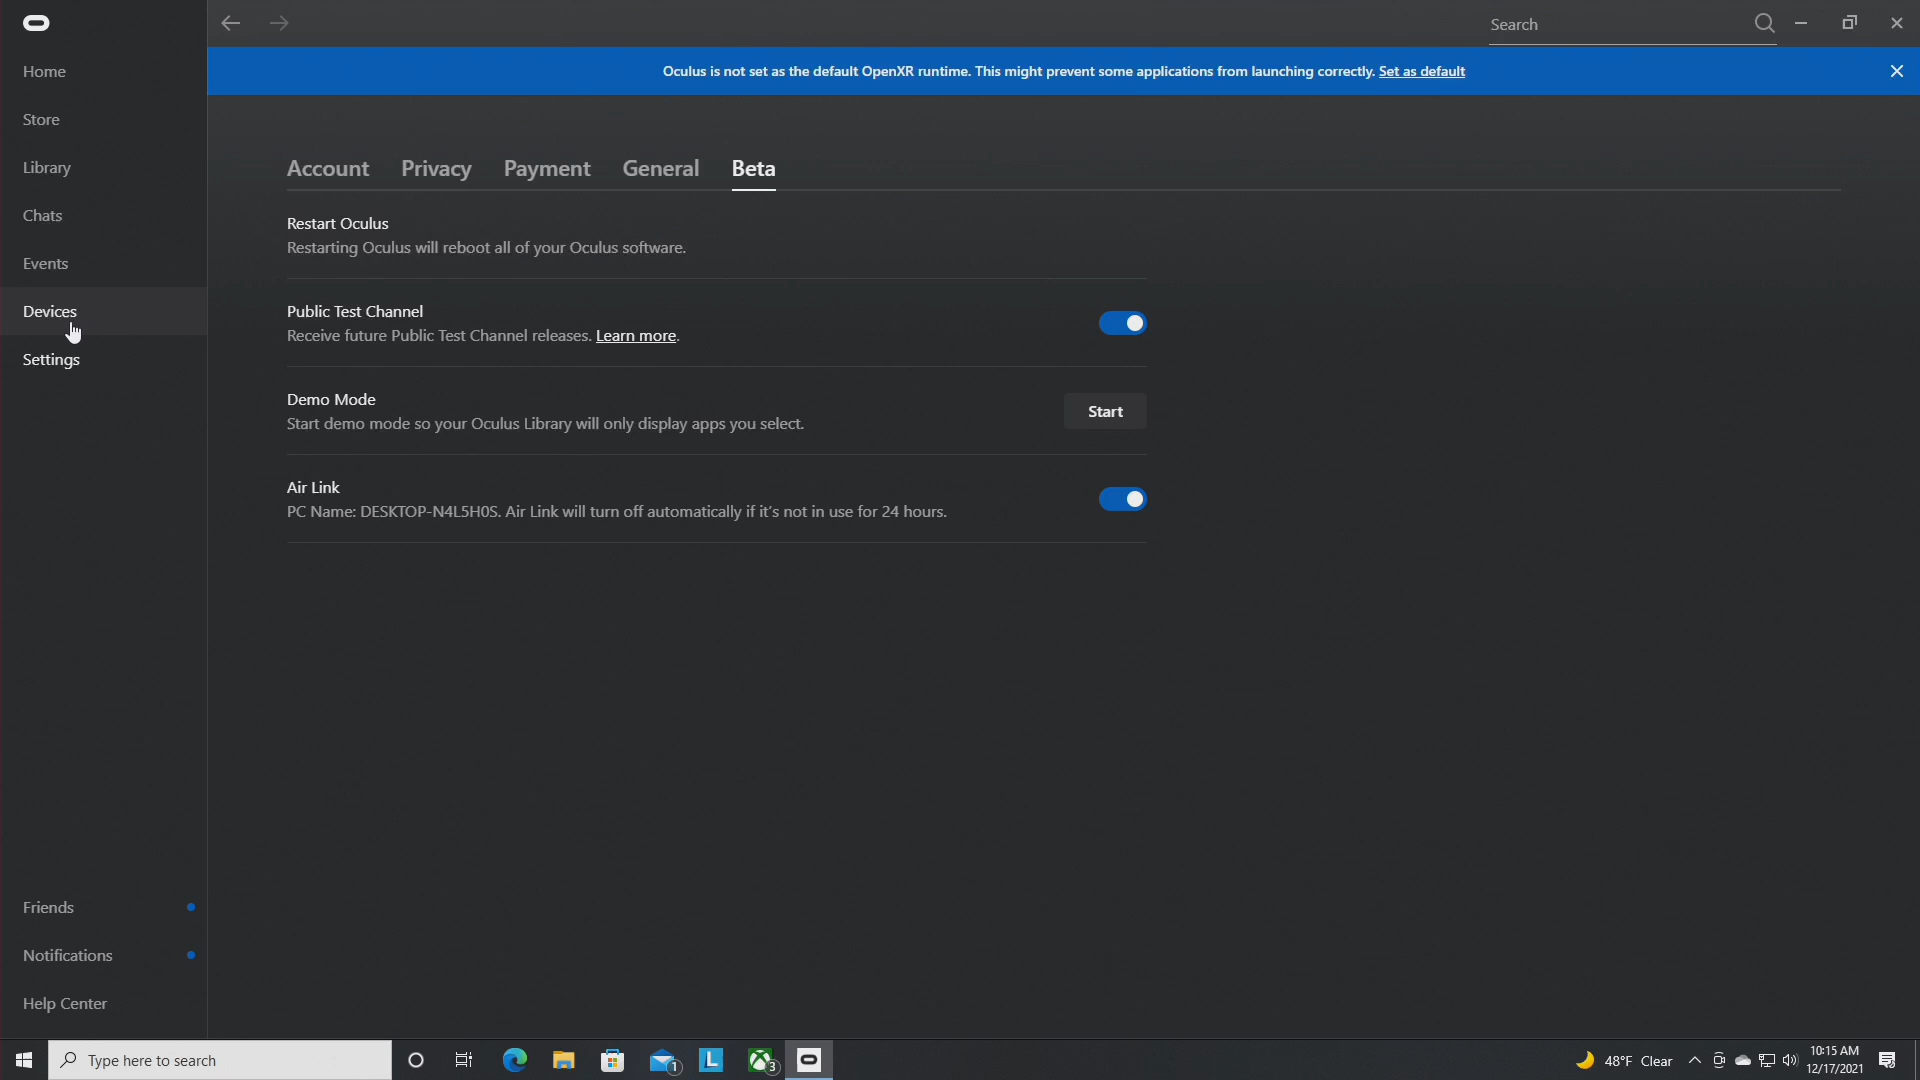 Search
Home
Store
Library
Chats
Events
Devices
Settings
Friends
Notifications
Help Center
Oculus is not set as the default OpenXR runtime. This might prevent some applications from launching correctly. Set as default
Account Privacy Payment General Beta
Restart Oculus
Restarting Oculus will reboot all of your Oculus software.
Public Test Channel
Receive future Public Test Channel releases. Learn more.
Demo Mode
Start demo mode so your Oculus Library will only display apps you select.
Start
Air Link
PC Name: DESKTOP-N4L5H0S. Air Link will turn off automatically if it's not in use for 24 hours.
Type here to search
L
1
3
48°F Clear
10:15 AM
12/17/2021